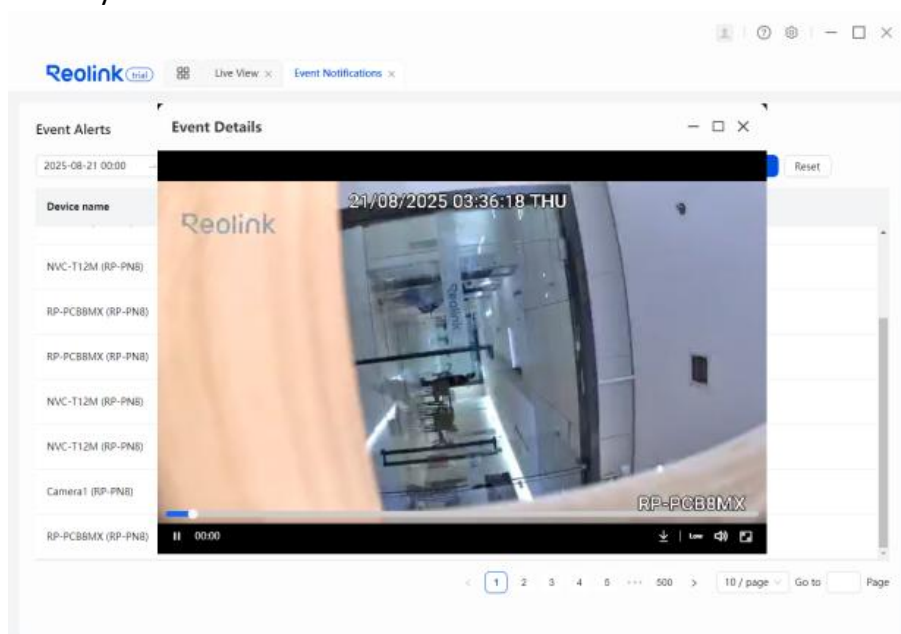 Reolink trial
Live View ×
Event Notifications ×
Event Alerts
Event Details
2025-08-21 00:00
Reset
Device name
21/08/2025 03:36:18 THU
Reolink
Reolink
NVC-T12M (RP-PN8)
RP-PCB8MX (RP-PN8)
RP-PCB8MX (RP-PN8)
NVC-T12M (RP-PN8)
NVC-T12M (RP-PN8)
Camera1 (RP-PN8)
RP-PCB8MX
RP-PCB8MX (RP-PN8)
00:00
Low
< 1 2 3 4 5 ··· 500 > 10 / page Go to Page